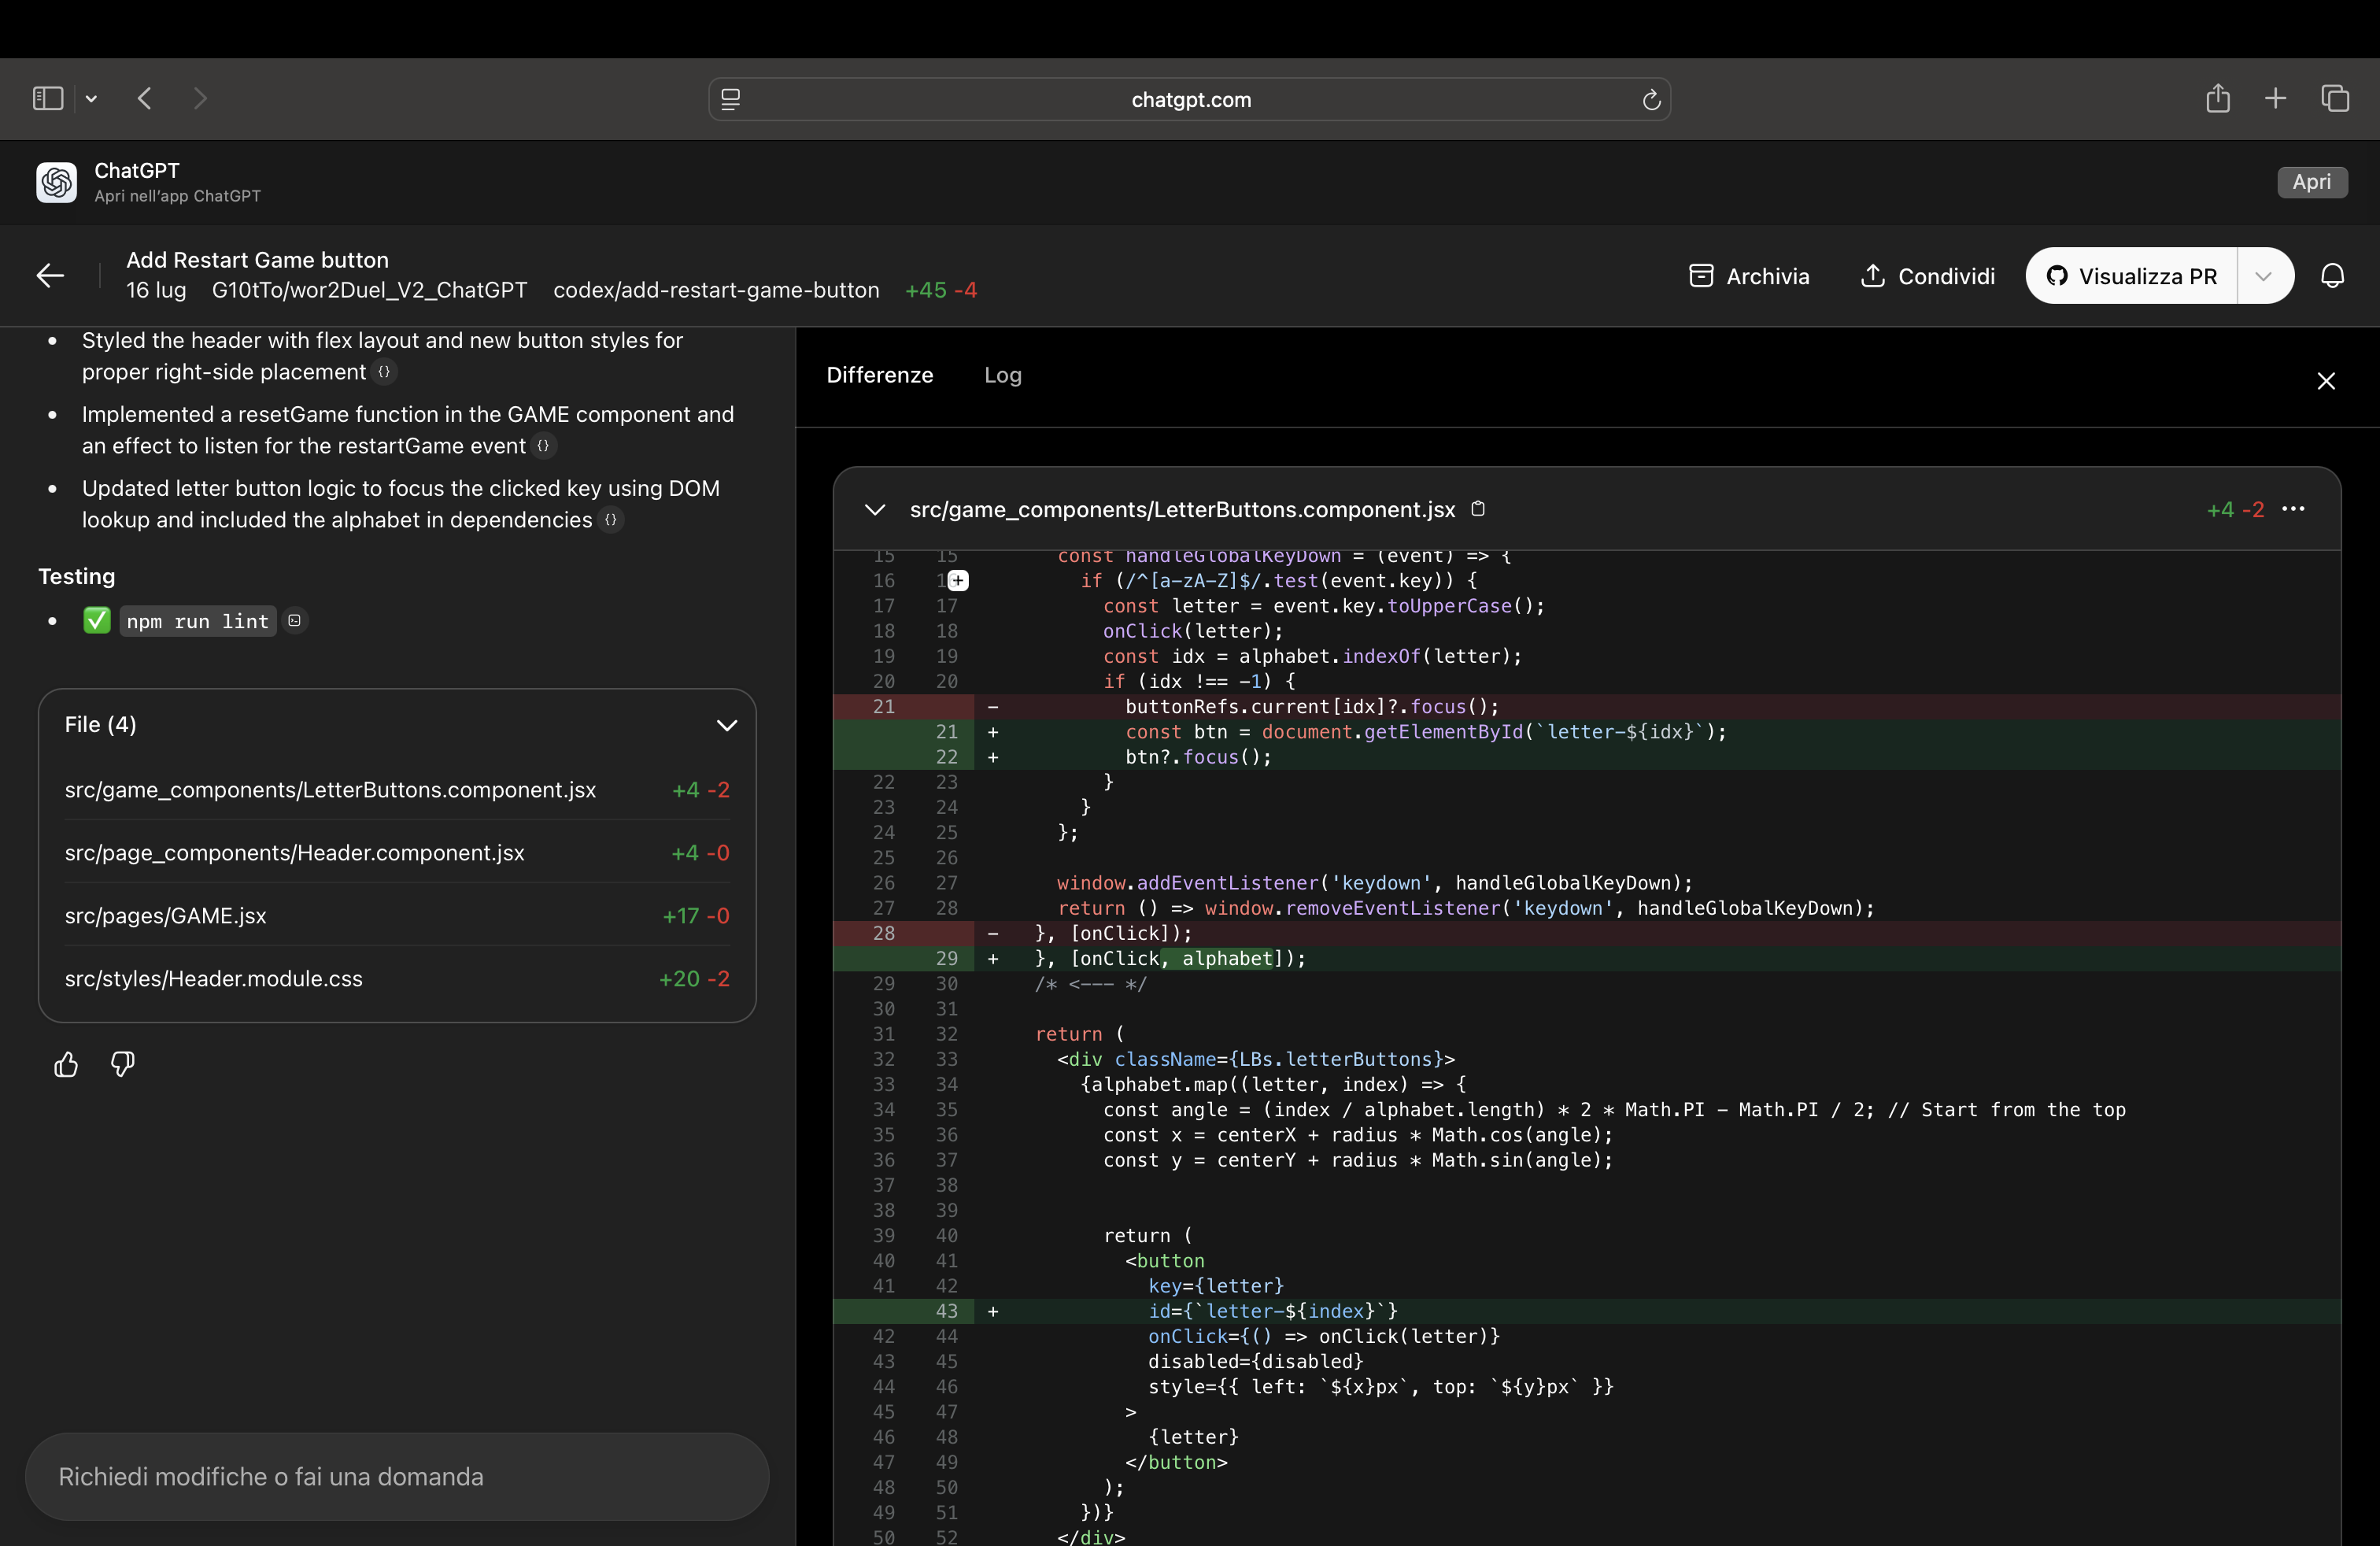 chatgpt.com
ChatGPT
Apri nell'app ChatGPT
Apri
Add Restart Game button
16 lug G10tTo/wor2Duel_V2_ChatGPT codex/add-restart-game-button +45 -4
Archivia
Condividi
Visualizza PR
Styled the header with flex layout and new button styles for
proper right-side placement
Implemented a resetGame function in the GAME component and
an effect to listen for the restartGame event
Updated letter button logic to focus the clicked key using DOM
lookup and included the alphabet in dependencies
Testing
npm run lint
File (4)
src/game_components/LetterButtons.component.jsx +4 -2
src/page_components/Header.component.jsx +4 -0
src/pages/GAME.jsx +17 -0
src/styles/Header.module.css +20 -2
Richiedi modifiche o fai una domanda
Differenze Log
src/game_components/LetterButtons.component.jsx +4 -2
15 15 const handleGlobalKeyDown = (event) => {
16 1 if (/^[a-zA-Z]$/.test(event.key)) {
17 17 const letter = event.key.toUpperCase();
18 18 onClick(letter);
19 19 const idx = alphabet.indexOf(letter);
20 20 if (idx !== -1) {
21 - buttonRefs.current[idx]?.focus();
21 + const btn = document.getElementById(`letter-${idx}`);
22 + btn?.focus();
22 23 }
23 24 }
24 25 };
25 26
26 27 window.addEventListener('keydown', handleGlobalKeyDown);
27 28 return () => window.removeEventListener('keydown', handleGlobalKeyDown);
28 - }, [onClick]);
29 + }, [onClick, alphabet]);
29 30 /* <--- */
30 31
31 32 return (
32 33 <div className={LBs.letterButtons}>
33 34 {alphabet.map((letter, index) => {
34 35 const angle = (index / alphabet.length) * 2 * Math.PI - Math.PI / 2; // Start from the top
35 36 const x = centerX + radius * Math.cos(angle);
36 37 const y = centerY + radius * Math.sin(angle);
37 38
38 39
39 40 return (
40 41 <button
41 42 key={letter}
43 + id={`letter-${index}`}
42 44 onClick={() => onClick(letter)}
43 45 disabled={disabled}
44 46 style={{ left: `${x}px`, top: `${y}px` }}
45 47 >
46 48 {letter}
47 49 </button>
48 50 );
49 51 })}
50 52 </div>